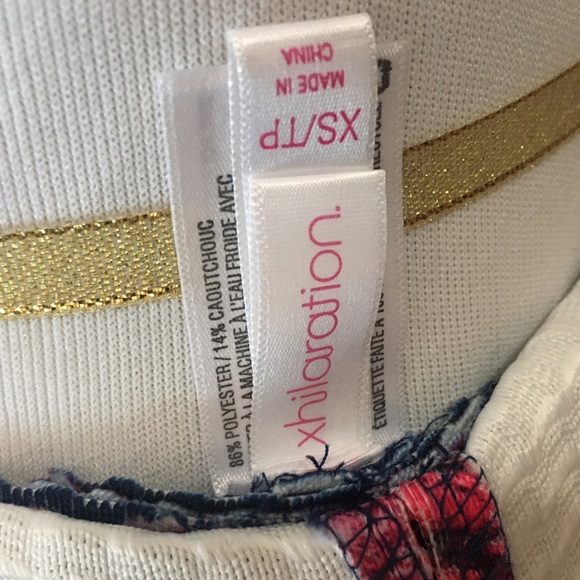 MADE IN
CHINA
XS/TP
xhilaration.
86% POLYESTER / 14% CAOUTCHOUC
À LA MACHINE À L'EAU FROIDE AVEC
ÉTIQUETTE FAITE À